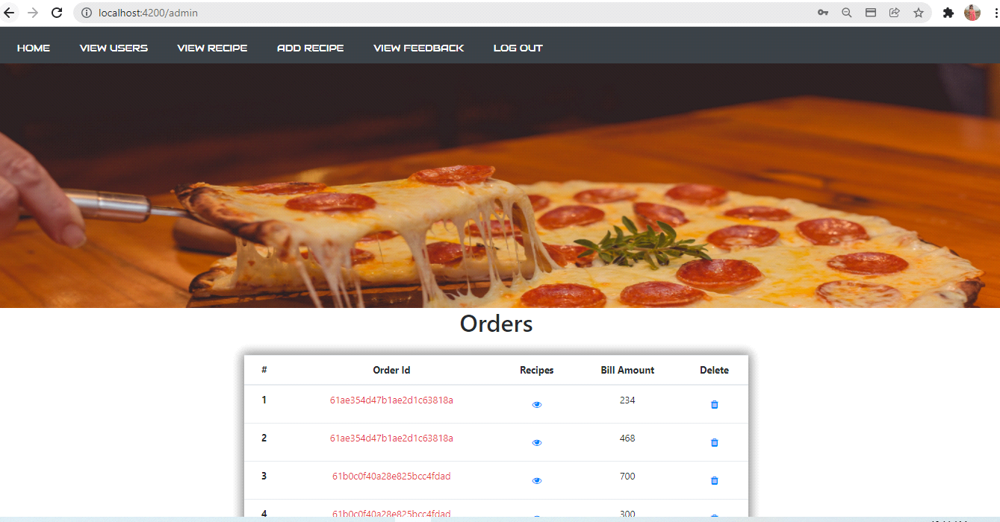 localhost:4200/admin
HOME VIEW USERS VIEW RECIPE ADD RECIPE VIEW FEEDBACK LOG OUT
Orders
# Order Id Recipes Bill Amount Delete
1 61ae354d47b1ae2d1c63818a 234
2 61ae354d47b1ae2d1c63818a 468
3 61b0c0f40a28e825bcc4fdad 700
4 61b0c0f40a28e825bcc4fdad 300